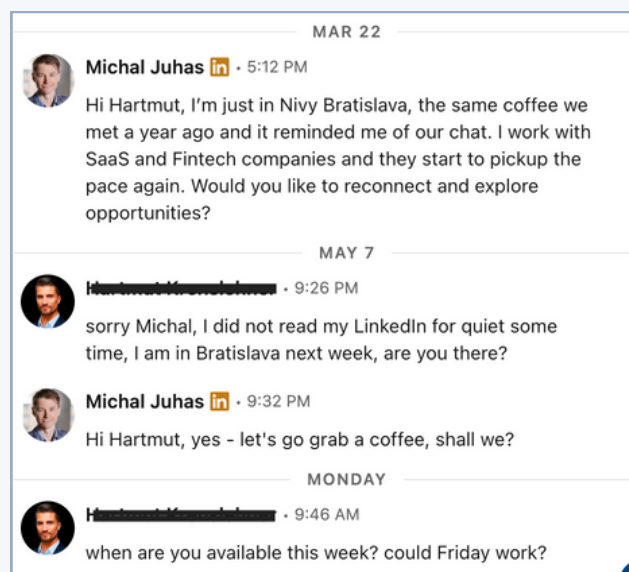 MAR 22
Michal Juhas in • 5:12 PM
Hi Hartmut, I'm just in Nivy Bratislava, the same coffee we
met a year ago and it reminded me of our chat. I work with
SaaS and Fintech companies and they start to pickup the
pace again. Would you like to reconnect and explore
opportunities?
MAY 7
• 9:26 PM
sorry Michal, I did not read my LinkedIn for quiet some
time, I am in Bratislava next week, are you there?
Michal Juhas in • 9:32 PM
Hi Hartmut, yes - let's go grab a coffee, shall we?
MONDAY
• 9:46 AM
when are you available this week? could Friday work?